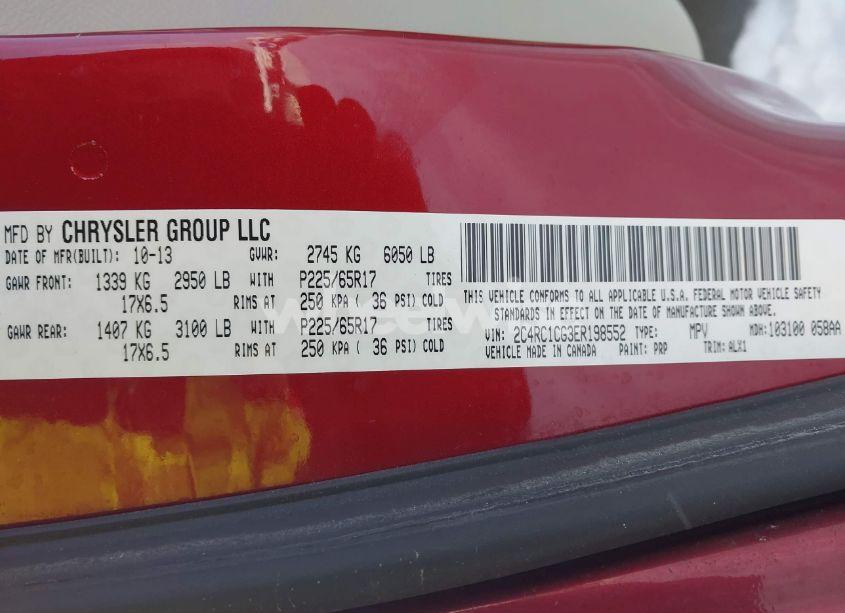 MFD BY CHRYSLER GROUP LLC
DATE OF MFR(BUILT): 10-13 GVWR: 2745 KG 6050 LB
GAWR FRONT: 1339 KG 2950 LB WITH P225/65R17 TIRES
17X6.5 RIMS AT 250 KPA ( 36 PSI) COLD
GAWR REAR: 1407 KG 3100 LB WITH P225/65R17 TIRES
17X6.5 RIMS AT 250 KPA ( 36 PSI) COLD
THIS VEHICLE CONFORMS TO ALL APPLICABLE U.S.A. FEDERAL MOTOR VEHICLE SAFETY
STANDARDS IN EFFECT ON THE DATE OF MANUFACTURE SHOWN ABOVE.
VIN: 2C4RC1CG3ER198552 TYPE: MPV MDH: 103100 058AA
VEHICLE MADE IN CANADA PAINT: PRP TRIM: ALX1